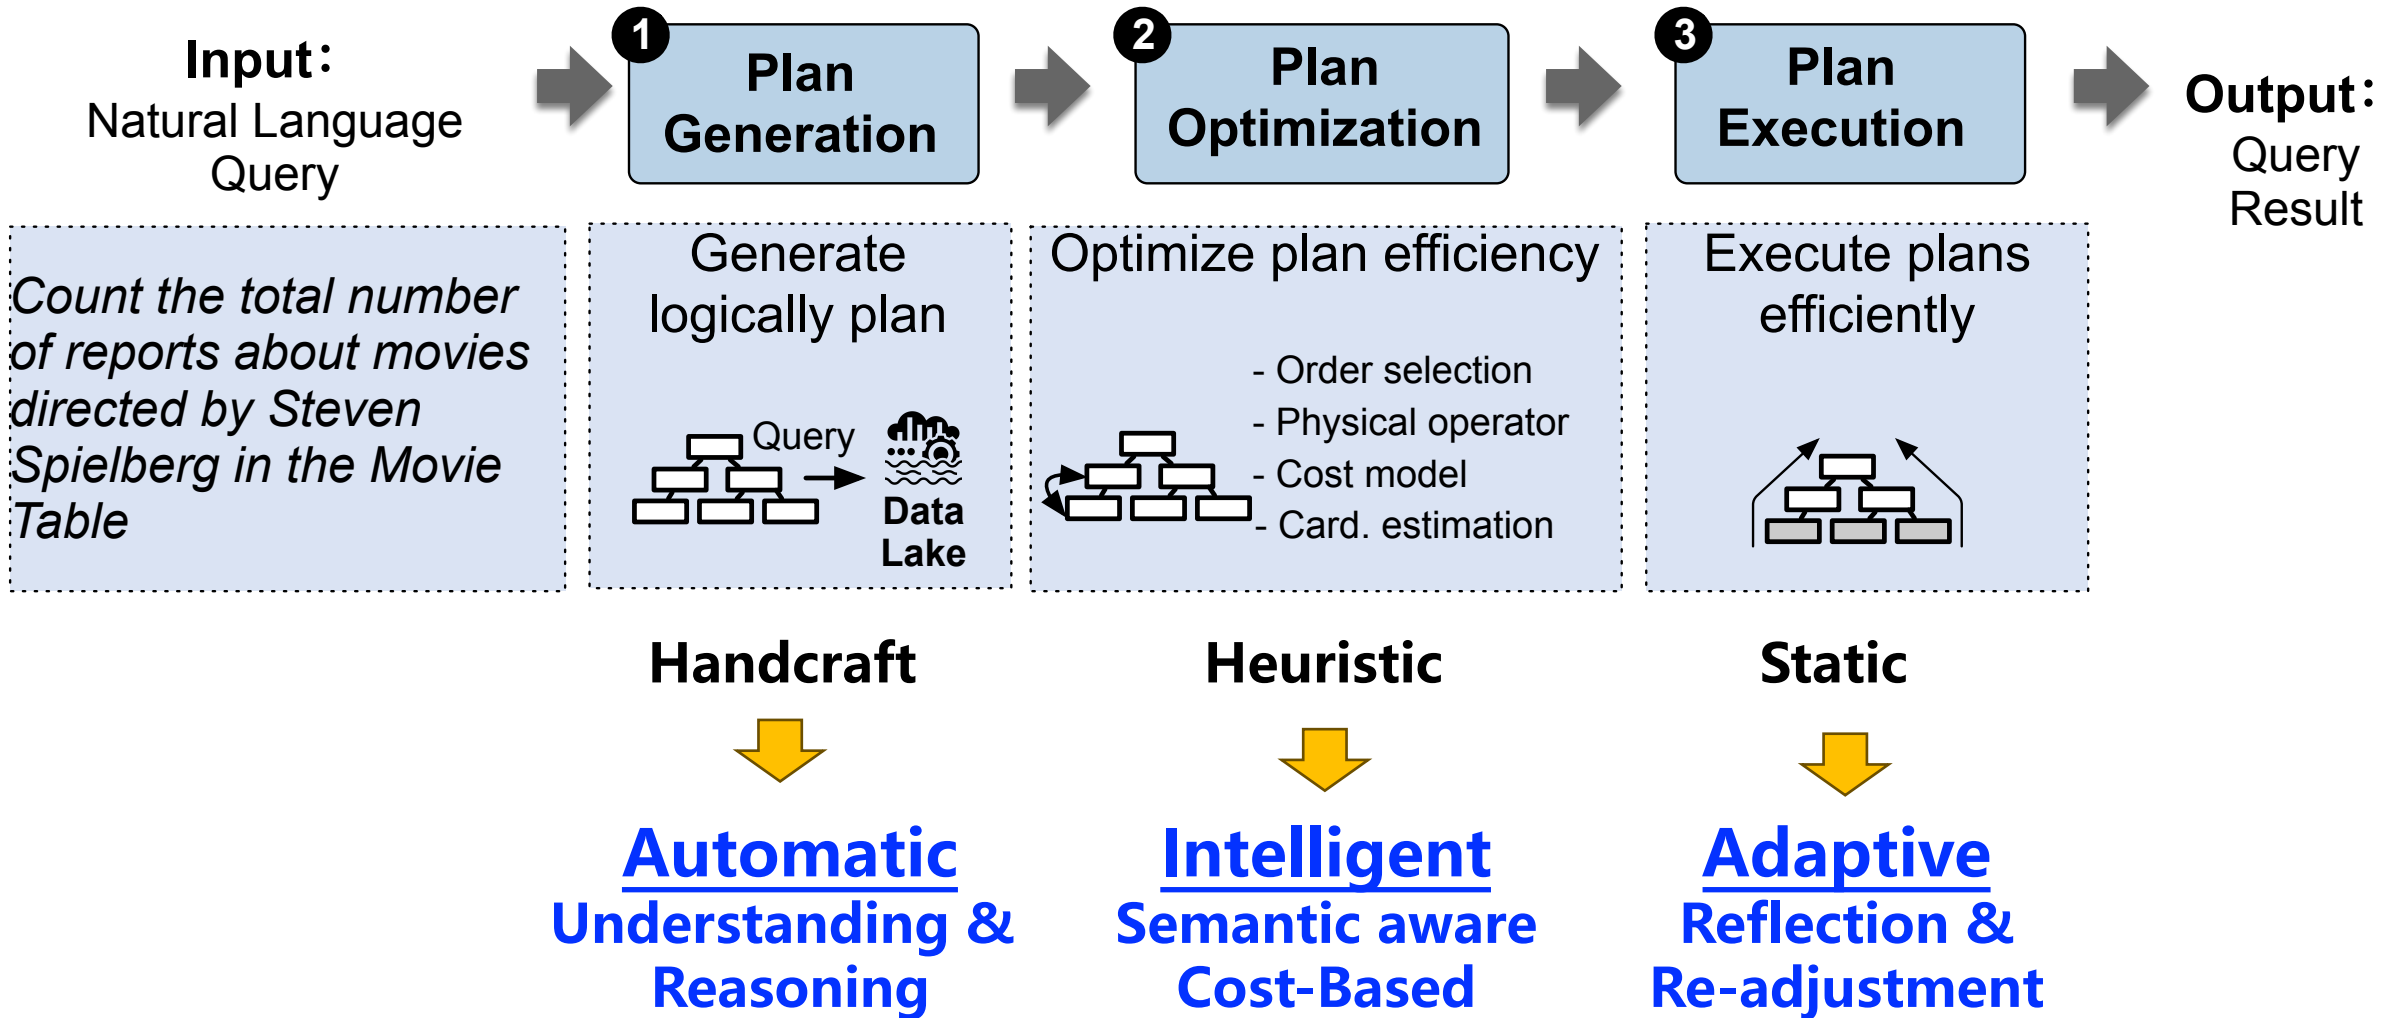 Input:
Natural Language
Query
1
Plan
Generation
2
Plan
Optimization
3
Plan
Execution
Output:
Query
Result
Count the total number
of reports about movies
directed by Steven
Spielberg in the Movie
Table
Generate
logically plan
Query
Data
Lake
Optimize plan efficiency
- Order selection
- Physical operator
- Cost model
- Card. estimation
Execute plans
efficiently
Handcraft
Heuristic
Static
Automatic
Understanding &
Reasoning
Intelligent
Semantic aware
Cost-Based
Adaptive
Reflection &
Re-adjustment